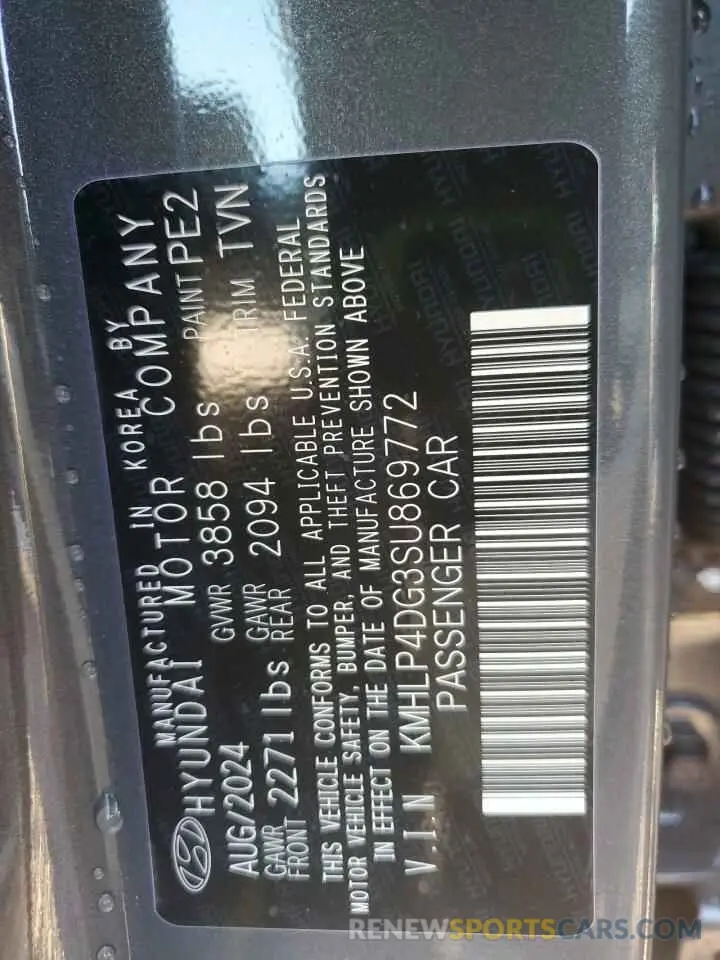 MANUFACTURED IN KOREA BY
HYUNDAI MOTOR COMPANY
AUG/2024 GVWR 3858 lbs PAINT PE2
GAWR FRONT 2271 lbs GAWR REAR 2094 lbs TRIM TVN
THIS VEHICLE CONFORMS TO ALL APPLICABLE U.S.A. FEDERAL
MOTOR VEHICLE SAFETY, BUMPER, AND THEFT PREVENTION STANDARDS
IN EFFECT ON THE DATE OF MANUFACTURE SHOWN ABOVE
V.I.N KMHLP4DG3SU869772
PASSENGER CAR
RENEWSPORTSCARS.COM